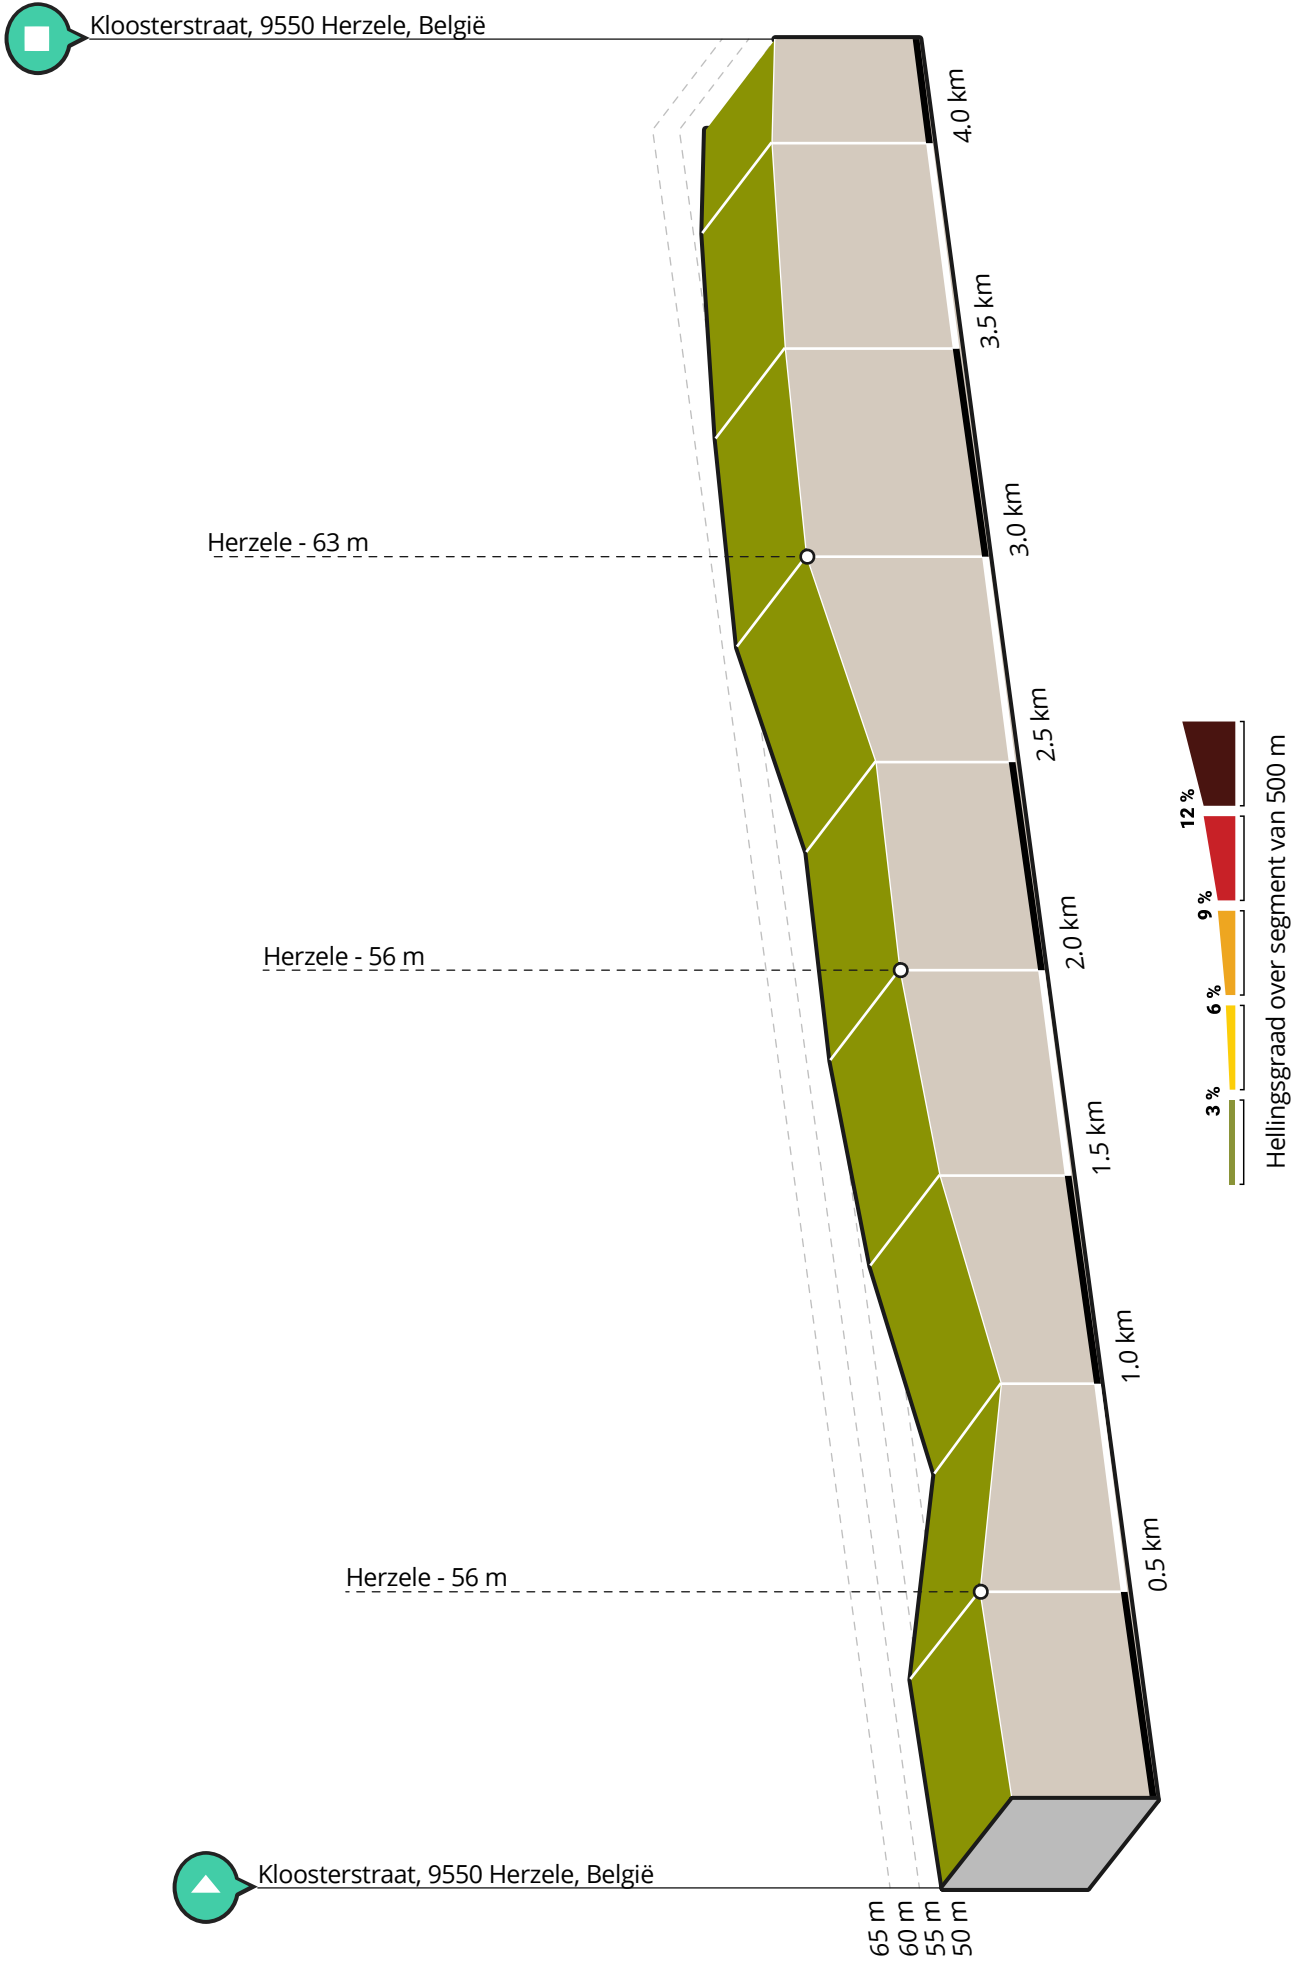 Kloosterstraat, 9550 Herzele, België
4.0 km
3.5 km
Herzele - 63 m
3.0 km
2.5 km
Herzele - 56 m
2.0 km
1.5 km
1.0 km
Herzele - 56 m
0.5 km
Kloosterstraat, 9550 Herzele, België
65 m
60 m
55 m
50 m
3 %
6 %
9 %
12 %
Hellingsgraad over segment van 500 m